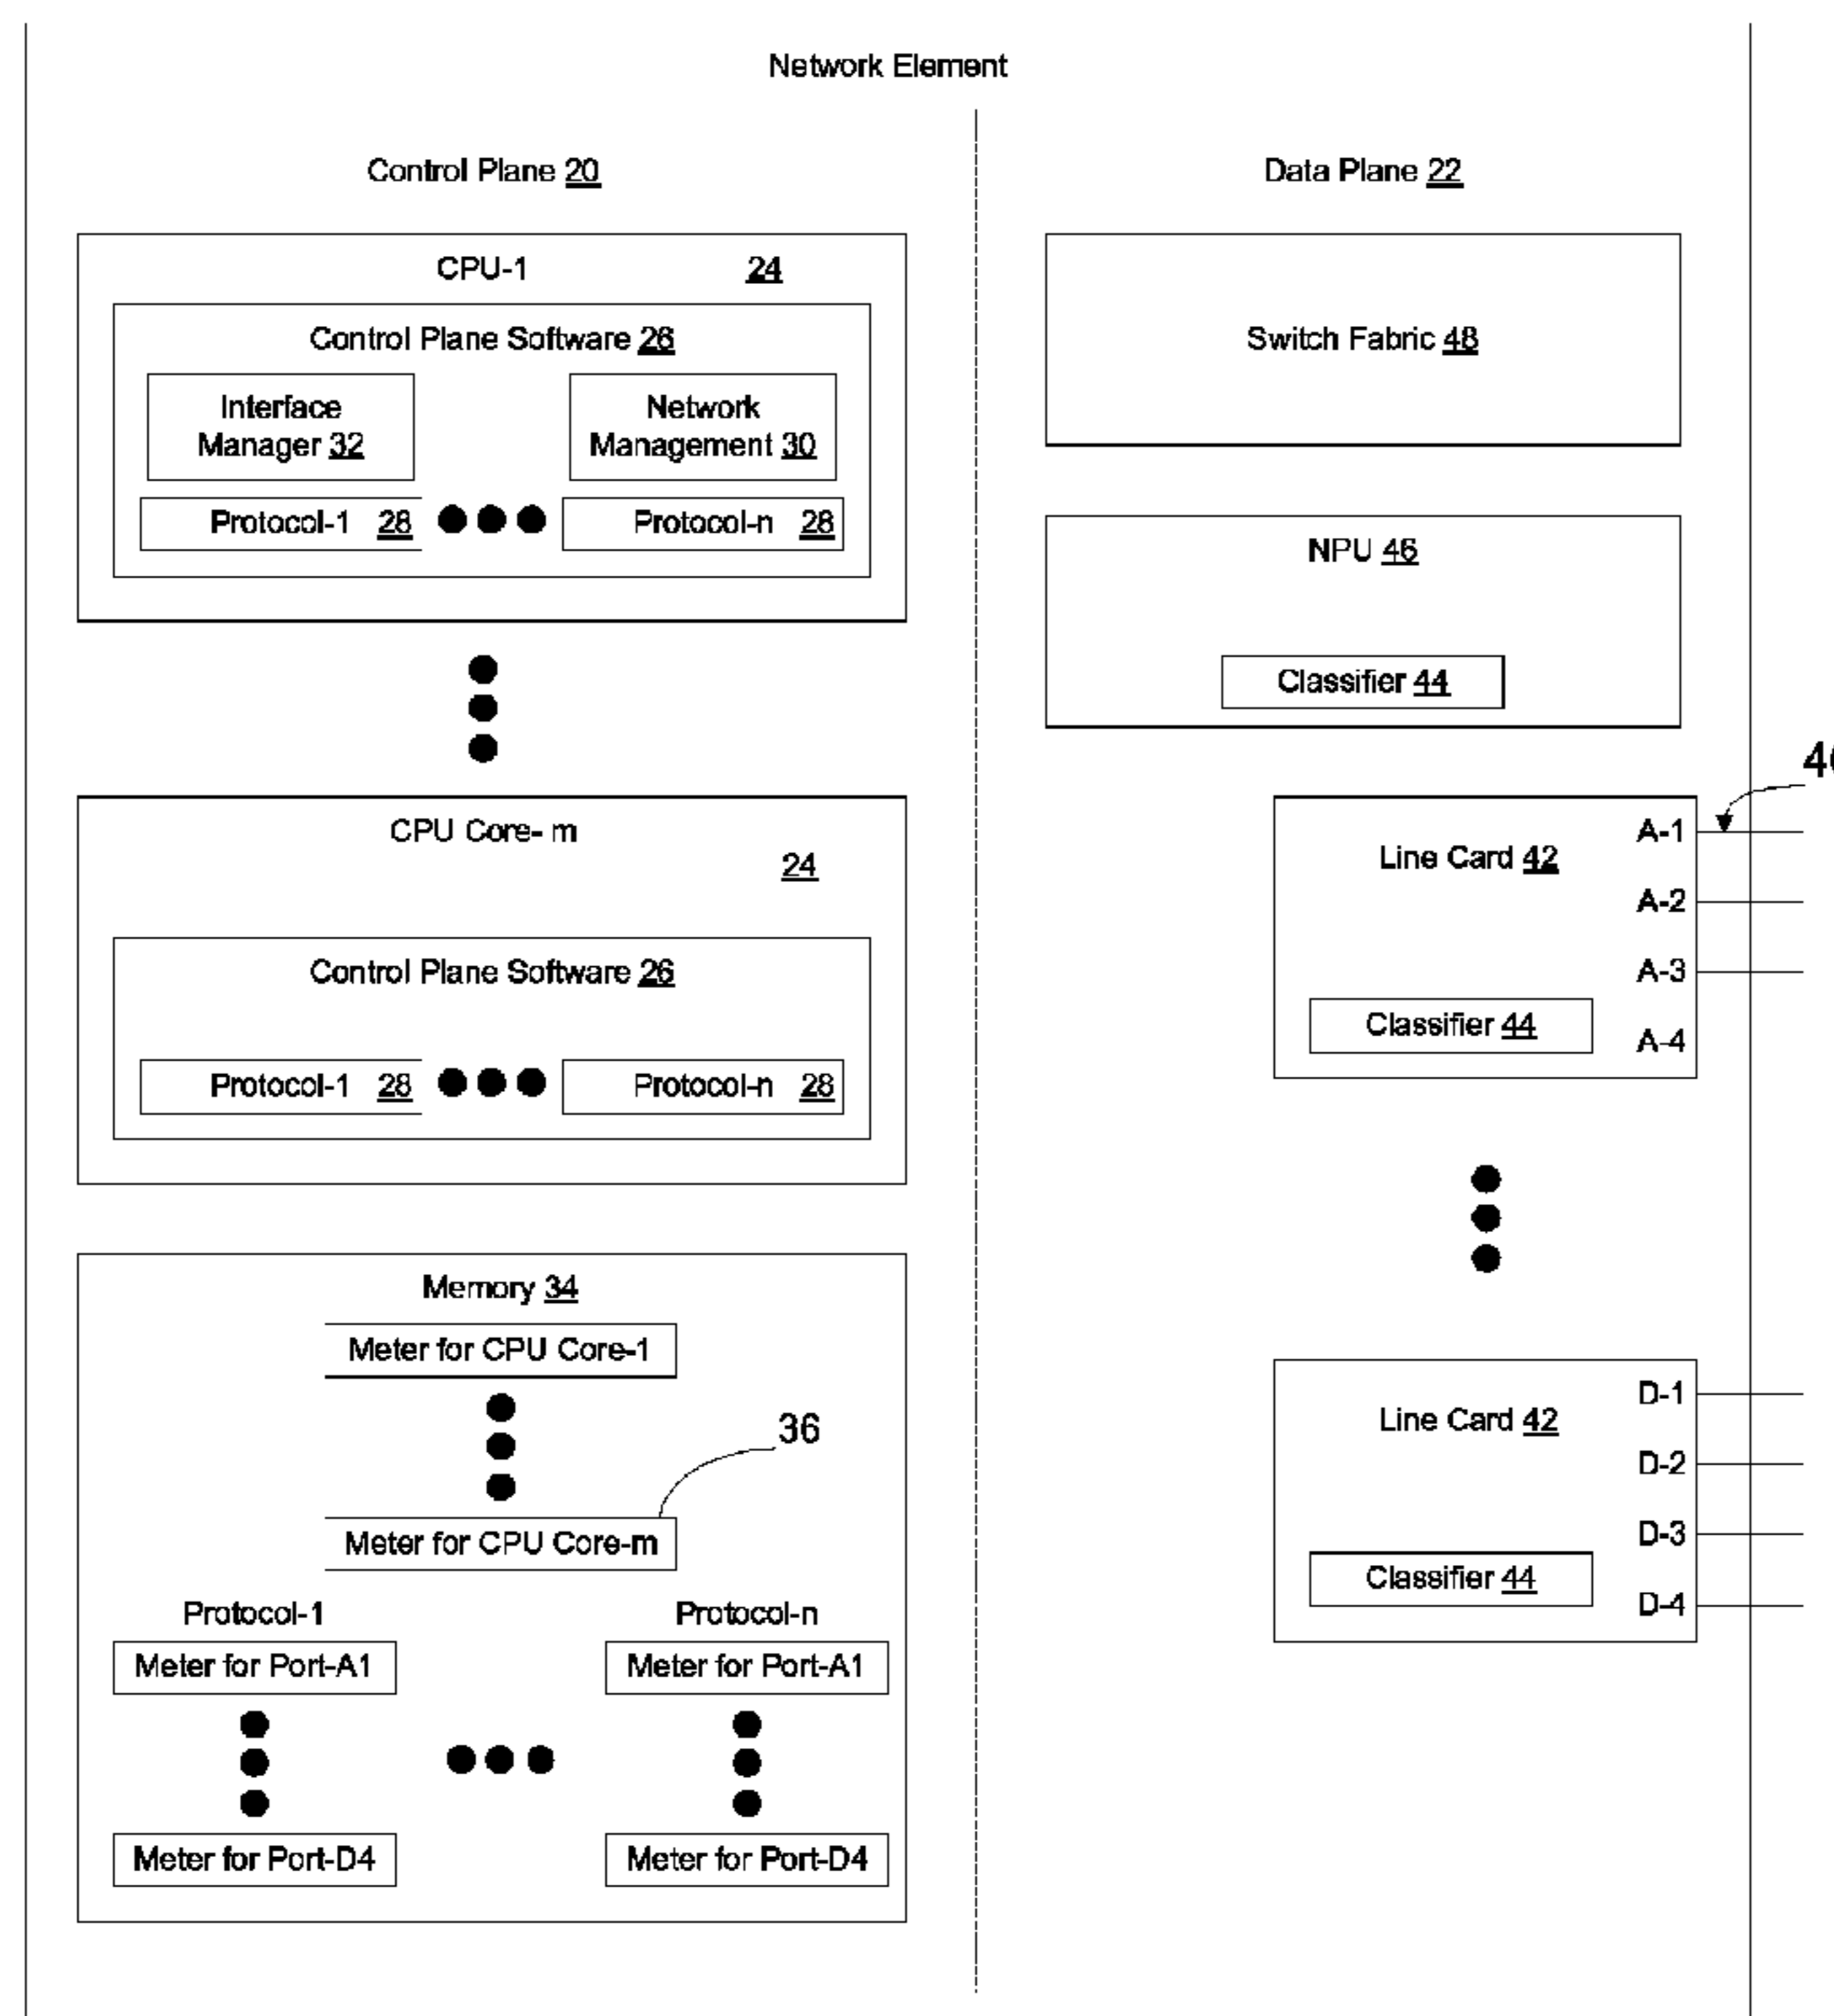 Network Element
Control Plane 20
CPU-1 24
Control Plane Software 26
Interface
Manager 32
Network
Management 30
Protocol-1 28
Protocol-n 28
CPU Core- m
24
Control Plane Software 26
Protocol-1 28
Protocol-n 28
Memory 34
Meter for CPU Core-1
36
Meter for CPU Core-m
Protocol-1
Protocol-n
Meter for Port-A1
Meter for Port-A1
Meter for Port-D4
Meter for Port-D4
Data Plane 22
Switch Fabric 48
NPU 46
Classifier 44
A-1
Line Card 42
A-2
A-3
Classifier 44
A-4
D-1
Line Card 42
D-2
D-3
Classifier 44
D-4